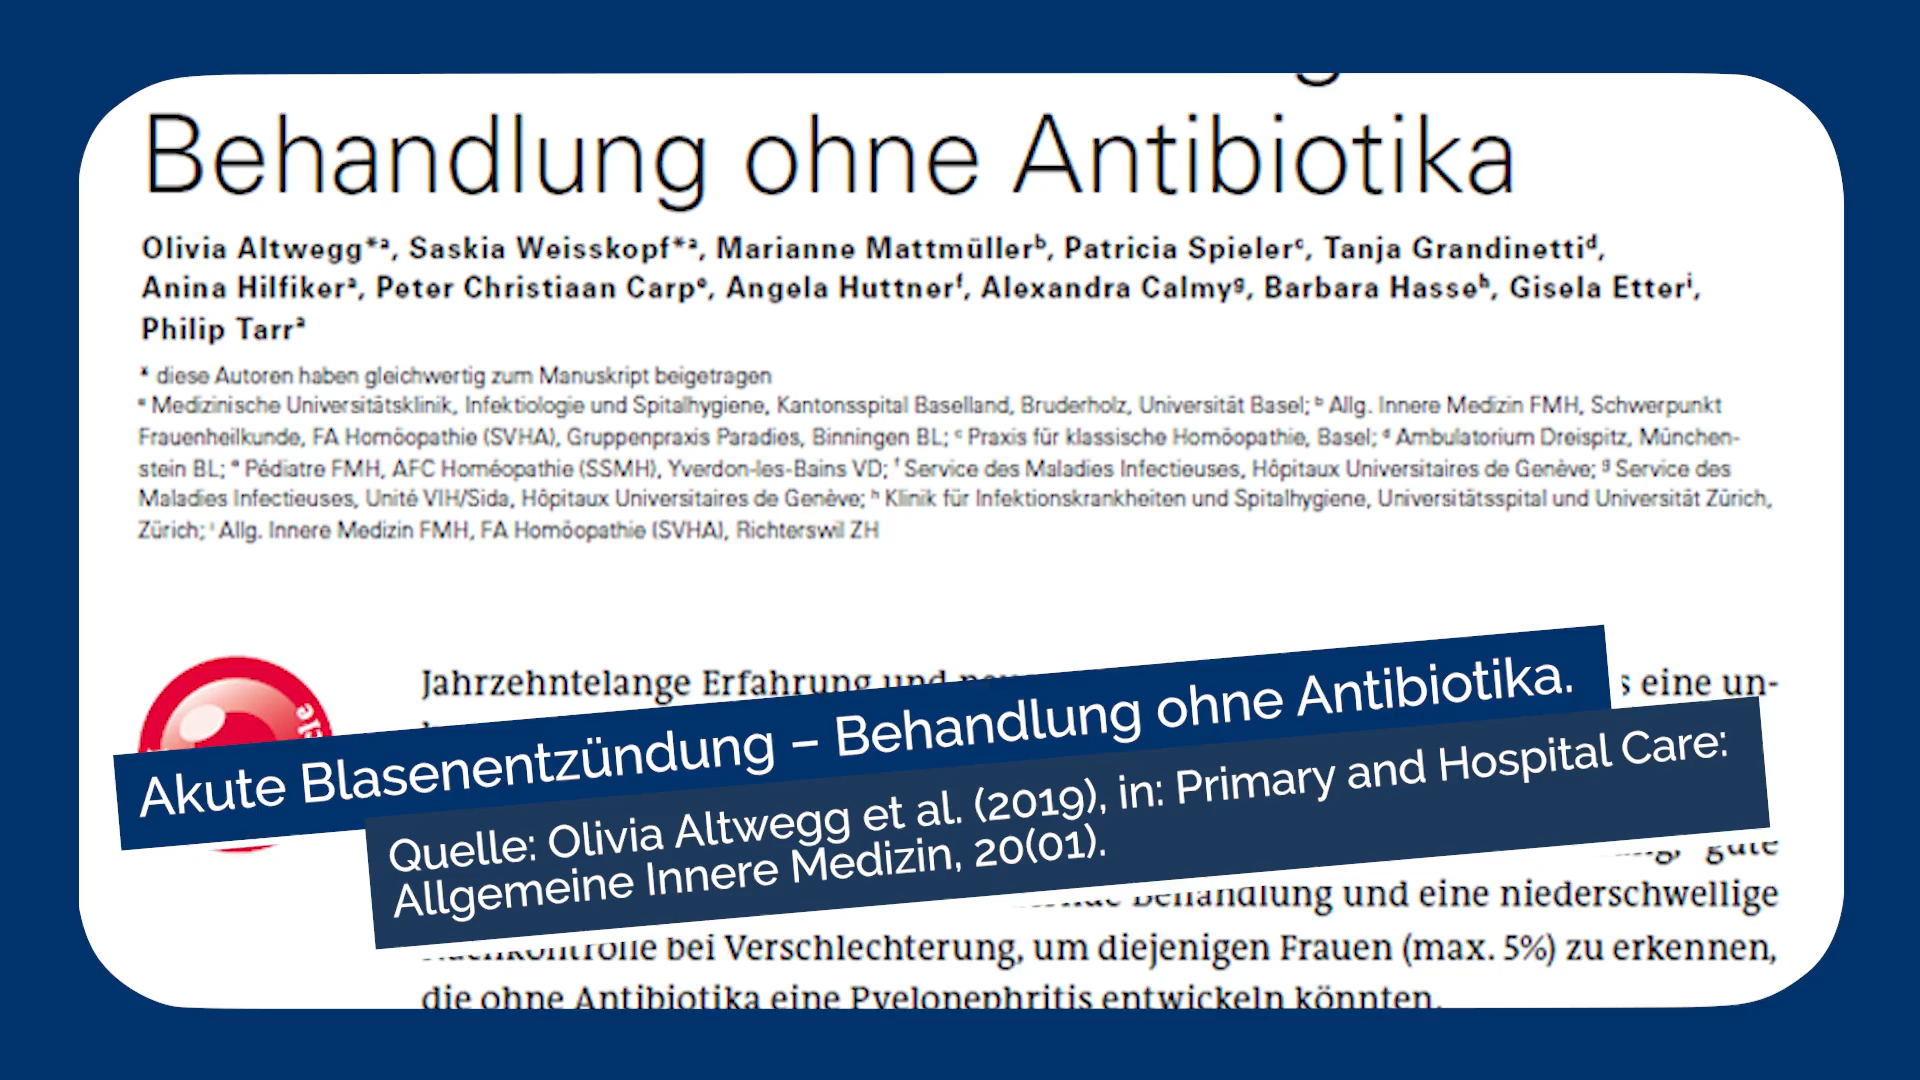 Behandlung ohne Antibiotika
Olivia Altwegg*ᵃ, Saskia Weisskopf*ᵃ, Marianne Mattmüllerᵇ, Patricia Spielerᶜ, Tanja Grandinettiᵈ,
Anina Hilfikerᵃ, Peter Christiaan Carpᵉ, Angela Huttnerᶠ, Alexandra Calmyᵍ, Barbara Hasseʰ, Gisela Etterⁱ,
Philip Tarrᵃ
* diese Autoren haben gleichwertig zum Manuskript beigetragen
ᵃ Medizinische Universitätsklinik, Infektiologie und Spitalhygiene, Kantonsspital Baselland, Bruderholz, Universität Basel; ᵇ Allg. Innere Medizin FMH, Schwerpunkt
Frauenheilkunde, FA Homöopathie (SVHA), Gruppenpraxis Paradies, Binningen BL; ᶜ Praxis für klassische Homöopathie, Basel; ᵈ Ambulatorium Dreispitz, München-
stein BL; ᵉ Pédiatre FMH, AFC Homéopathie (SSMH), Yverdon-les-Bains VD; ᶠ Service des Maladies Infectieuses, Hôpitaux Universitaires de Genève; ᵍ Service des
Maladies Infectieuses, Unité VIH/Sida, Hôpitaux Universitaires de Genève; ʰ Klinik für Infektionskrankheiten und Spitalhygiene, Universitätsspital und Universität Zürich,
Zürich; ⁱ Allg. Innere Medizin FMH, FA Homöopathie (SVHA), Richterswil ZH
Jahrzehntelange Erfahrung und eine un-
Akute Blasenentzündung – Behandlung ohne Antibiotika.
Quelle: Olivia Altwegg et al. (2019), in: Primary and Hospital Care:
Allgemeine Innere Medizin, 20(01).
gute
Behandlung und eine niederschwellige
Nachkontrolle bei Verschlechterung, um diejenigen Frauen (max. 5%) zu erkennen,
die ohne Antibiotika eine Pyelonephritis entwickeln könnten.